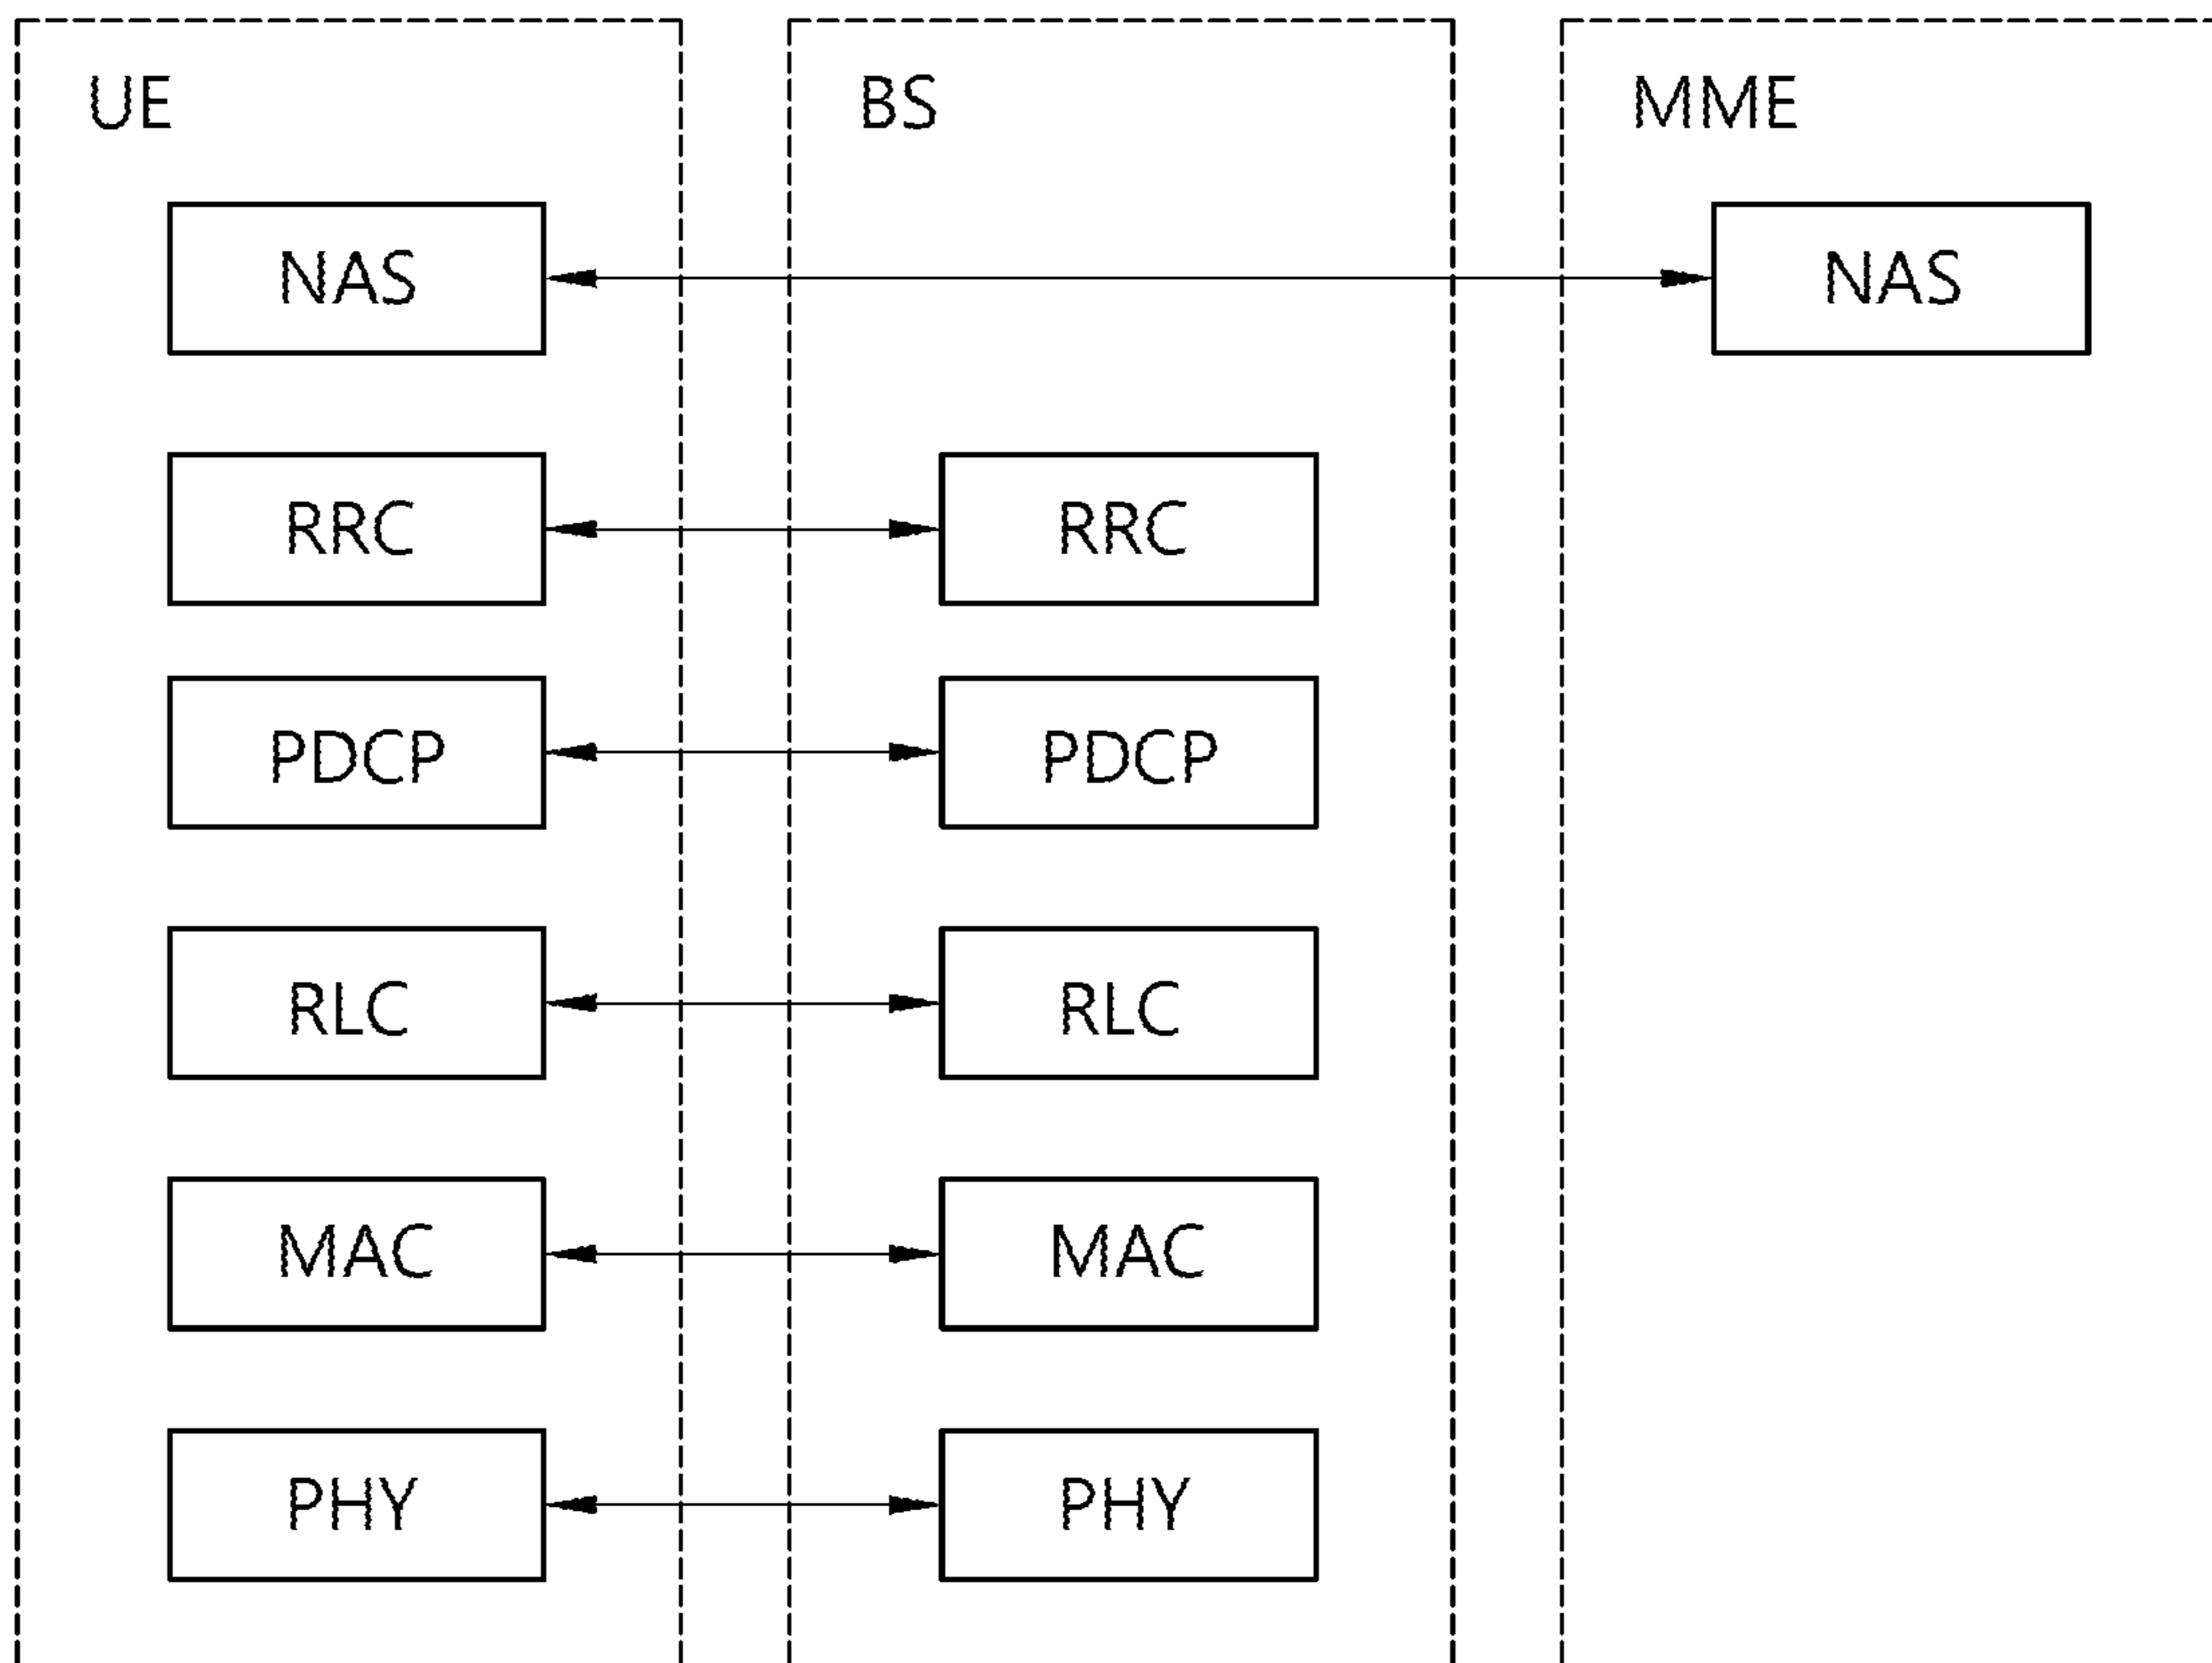 UE BS MME
NAS NAS
RRC RRC
PDCP PDCP
RLC RLC
MAC MAC
PHY PHY